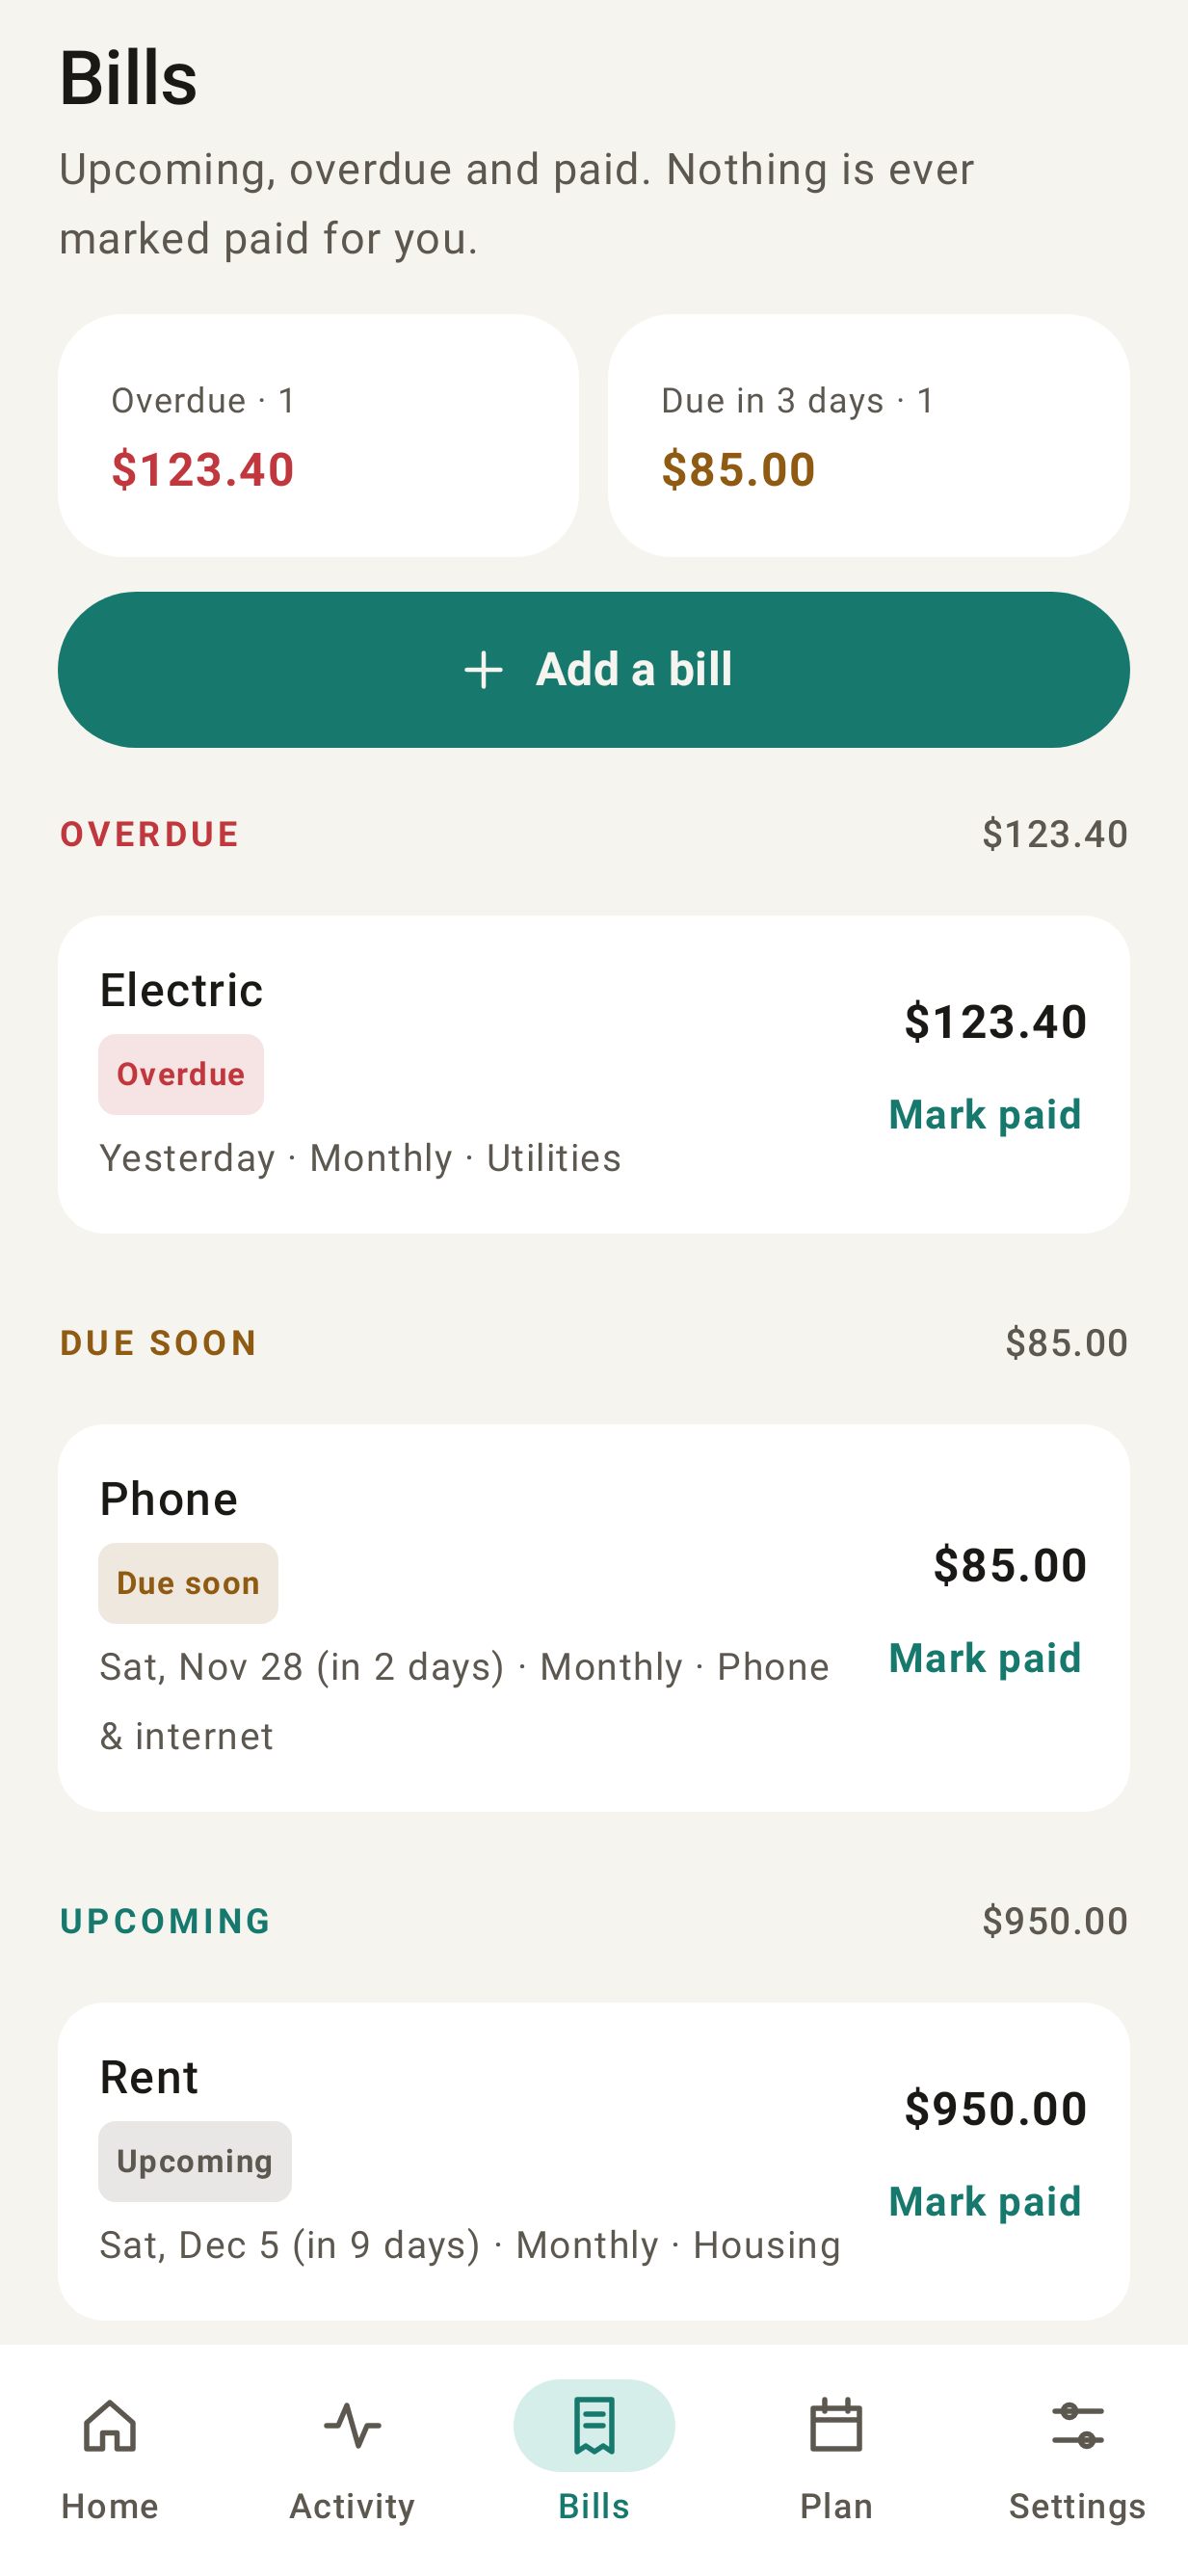 Bills
Upcoming, overdue and paid. Nothing is ever
marked paid for you.
Overdue · 1
$123.40
Due in 3 days · 1
$85.00
Add a bill
OVERDUE
$123.40
Electric
Overdue
Yesterday · Monthly · Utilities
$123.40
Mark paid
DUE SOON
$85.00
Phone
Due soon
Sat, Nov 28 (in 2 days) · Monthly · Phone
& internet
$85.00
Mark paid
UPCOMING
$950.00
Rent
Upcoming
Sat, Dec 5 (in 9 days) · Monthly · Housing
$950.00
Mark paid
Home
Activity
Bills
Plan
Settings